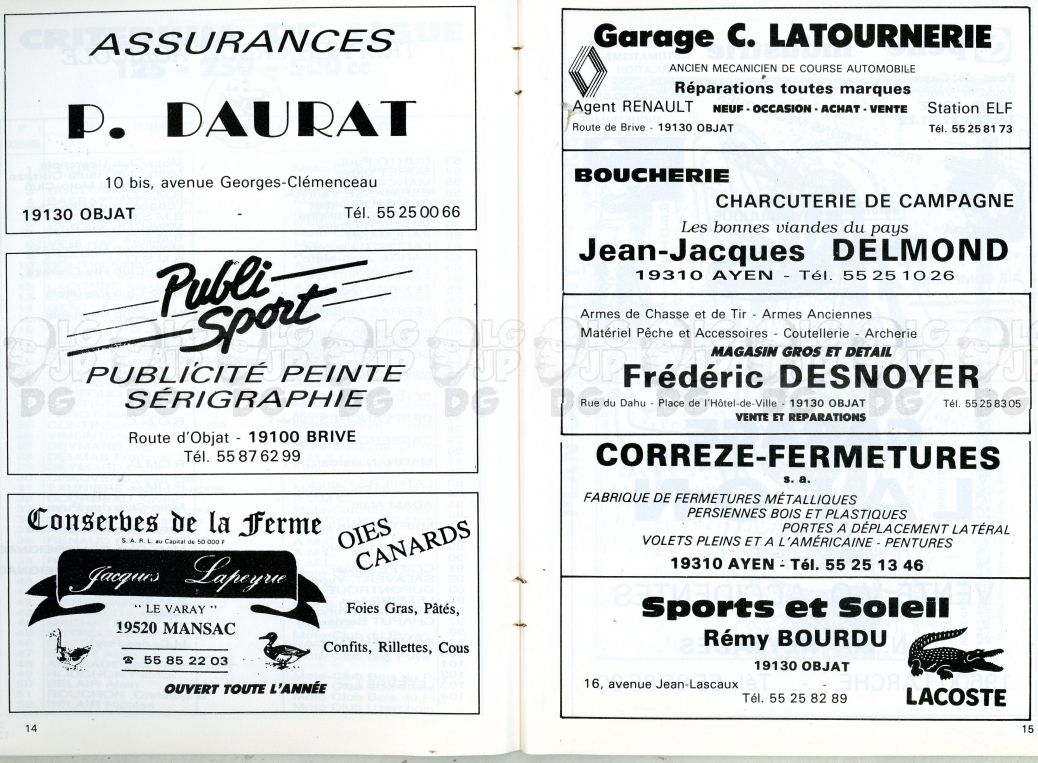 ASSURANCES
P. DAURAT
10 bis, avenue Georges-Clémenceau
19130 OBJAT - Tél. 55 25 00 66
Publi
Sport
PUBLICITÉ PEINTE
SÉRIGRAPHIE
Route d'Objat - 19100 BRIVE
Tél. 55 87 62 99
Conserbes de la Ferme
S. A. R. L. au Capital de 50.000 F
OIES
CANARDS
Jacques Lapeyrie
" LE VARAY "
19520 MANSAC
☎ 55 85 22 03
Foies Gras, Pâtés,
Confits, Rillettes, Cous
OUVERT TOUTE L'ANNÉE
14
Garage C. LATOURNERIE
ANCIEN MECANICIEN DE COURSE AUTOMOBILE
Réparations toutes marques
Agent RENAULT NEUF - OCCASION - ACHAT - VENTE Station ELF
Route de Brive - 19130 OBJAT Tél. 55 25 81 73
BOUCHERIE
CHARCUTERIE DE CAMPAGNE
Les bonnes viandes du pays
Jean-Jacques DELMOND
19310 AYEN - Tél. 55 25 10 26
Armes de Chasse et de Tir - Armes Anciennes
Matériel Pêche et Accessoires - Coutellerie - Archerie
MAGASIN GROS ET DETAIL
Frédéric DESNOYER
Rue du Dahu - Place de l'Hôtel-de-Ville - 19130 OBJAT Tél. 55 25 83 05
VENTE ET REPARATIONS
CORREZE-FERMETURES
s. a.
FABRIQUE DE FERMETURES MÉTALLIQUES
PERSIENNES BOIS ET PLASTIQUES
PORTES A DÉPLACEMENT LATÉRAL
VOLETS PLEINS ET A L'AMÉRICAINE - PENTURES
19310 AYEN - Tél. 55 25 13 46
Sports et Soleil
Rémy BOURDU
19130 OBJAT
16, avenue Jean-Lascaux
Tél. 55 25 82 89
LACOSTE
15